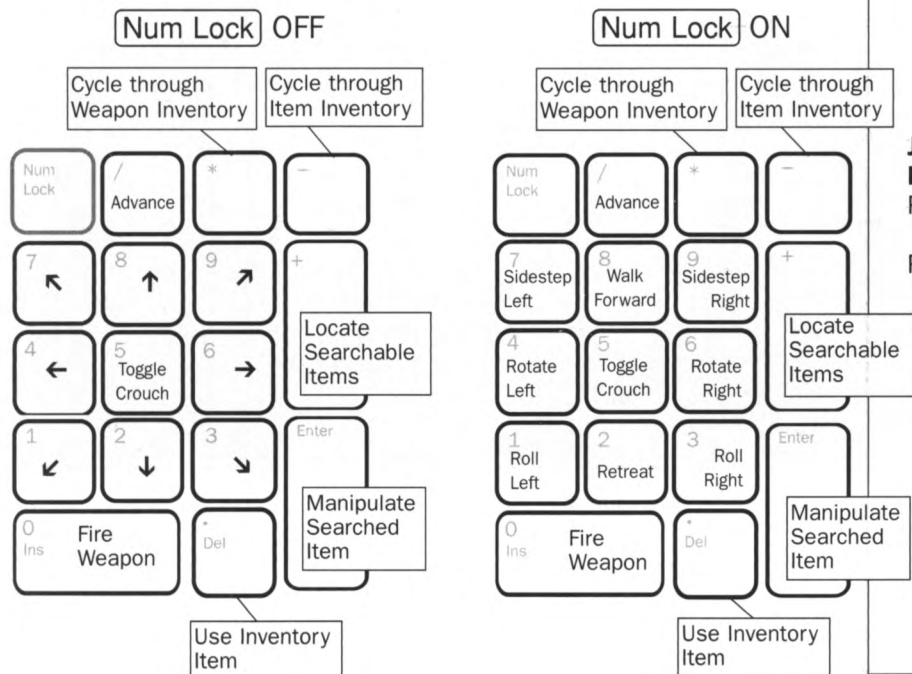 Num Lock OFF
Cycle through
Weapon Inventory
Cycle through
Item Inventory
Num
Lock
/
Advance
*
−
7
8
9
+
4
5
Toggle
Crouch
6
Locate
Searchable
Items
1
2
3
Enter
Manipulate
Searched
Item
0
Ins
Fire
Weapon
.
Del
Use Inventory
Item
Num Lock ON
Cycle through
Weapon Inventory
Cycle through
Item Inventory
Num
Lock
/
Advance
*
−
7
Sidestep
Left
8
Walk
Forward
9
Sidestep
Right
+
4
Rotate
Left
5
Toggle
Crouch
6
Rotate
Right
Locate
Searchable
Items
1
Roll
Left
2
Retreat
3
Roll
Right
Enter
Manipulate
Searched
Item
0
Ins
Fire
Weapon
.
Del
Use Inventory
Item